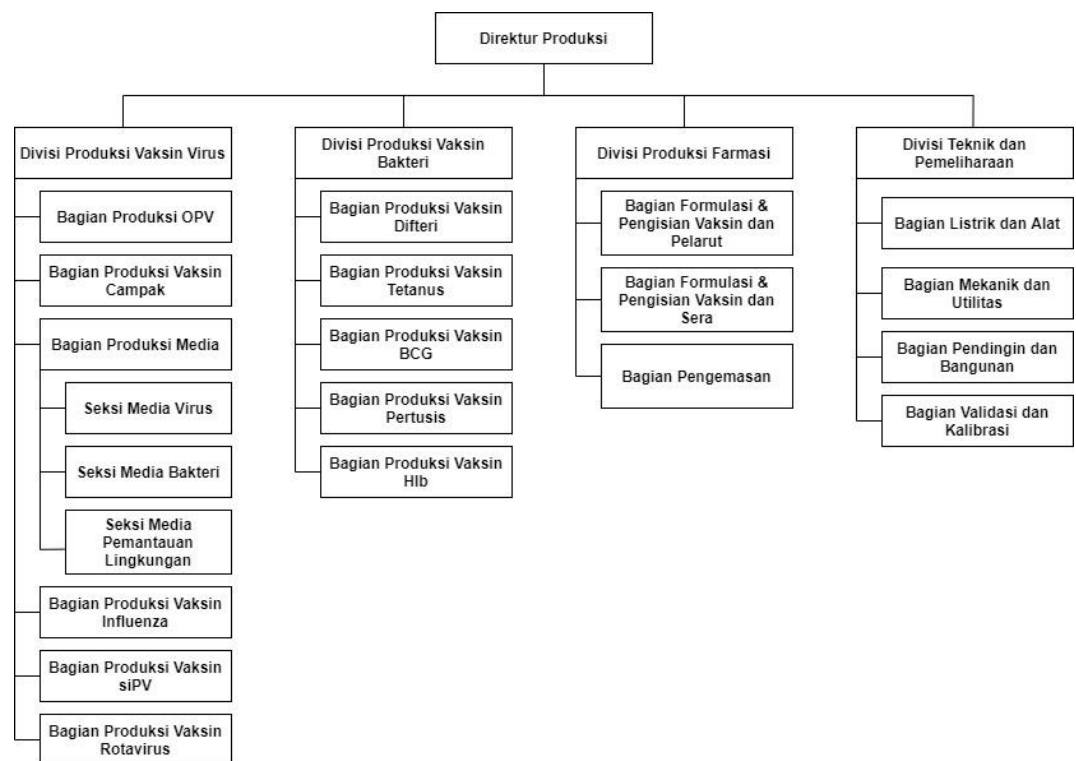 Direktur Produksi
Divisi Produksi Vaksin Virus
Bagian Produksi OPV
Bagian Produksi Vaksin
Campak
Bagian Produksi Media
Seksi Media Virus
Seksi Media Bakteri
Seksi Media
Pemantauan
Lingkungan
Bagian Produksi Vaksin
Influenza
Bagian Produksi Vaksin
siPV
Bagian Produksi Vaksin
Rotavirus
Divisi Produksi Vaksin
Bakteri
Bagian Produksi Vaksin
Difteri
Bagian Produksi Vaksin
Tetanus
Bagian Produksi Vaksin
BCG
Bagian Produksi Vaksin
Pertusis
Bagian Produksi Vaksin
HIb
Divisi Produksi Farmasi
Bagian Formulasi &
Pengisian Vaksin dan
Pelarut
Bagian Formulasi &
Pengisian Vaksin dan
Sera
Bagian Pengemasan
Divisi Teknik dan
Pemeliharaan
Bagian Listrik dan Alat
Bagian Mekanik dan
Utilitas
Bagian Pendingin dan
Bangunan
Bagian Validasi dan
Kalibrasi